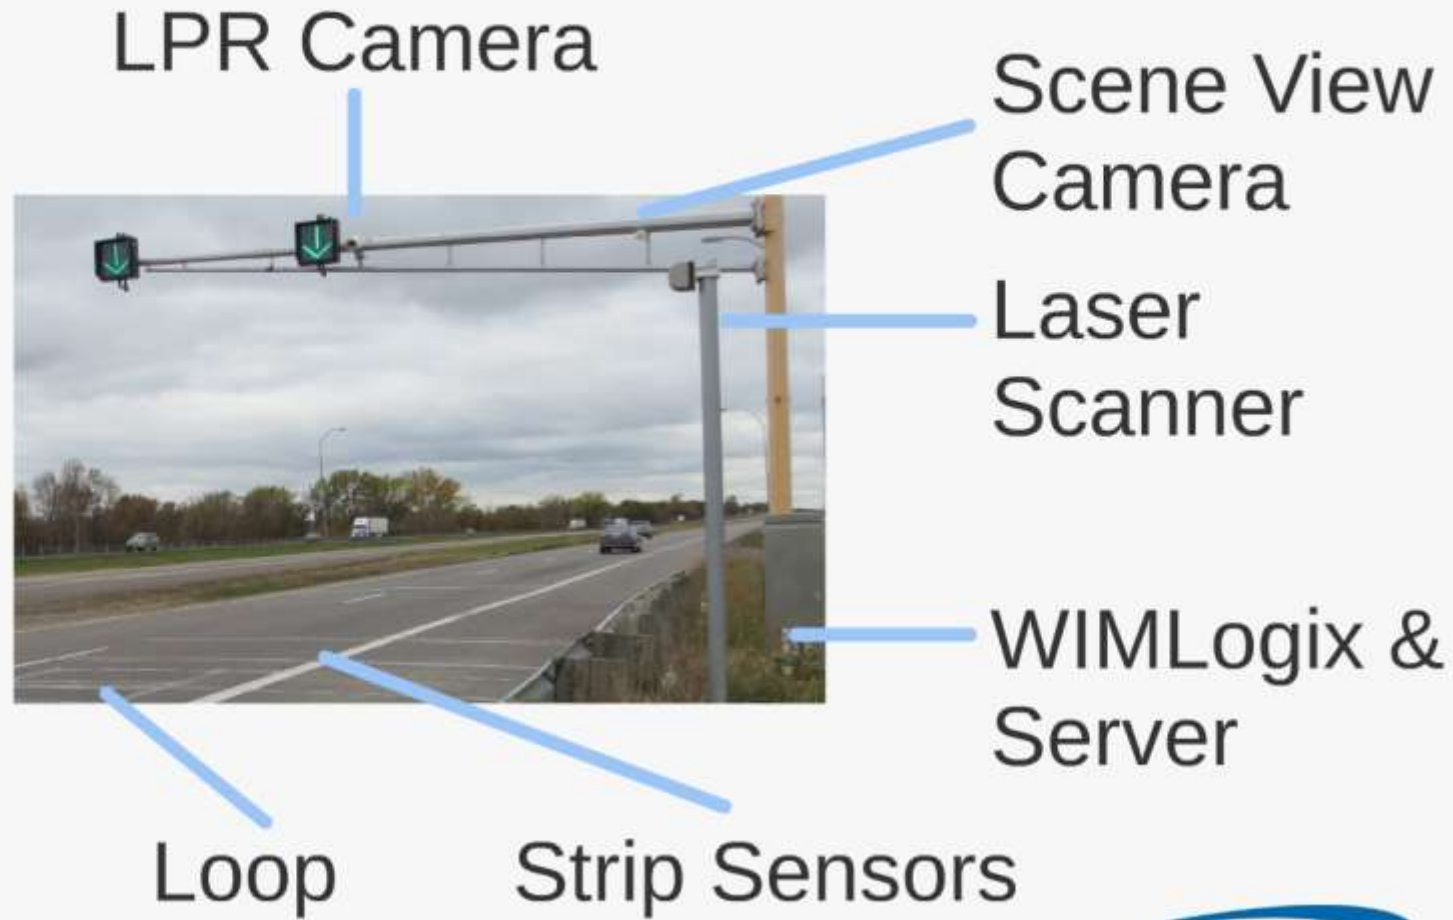 LPR Camera
Scene View
Camera
Laser
Scanner
WIMLogix &
Server
Loop
Strip Sensors